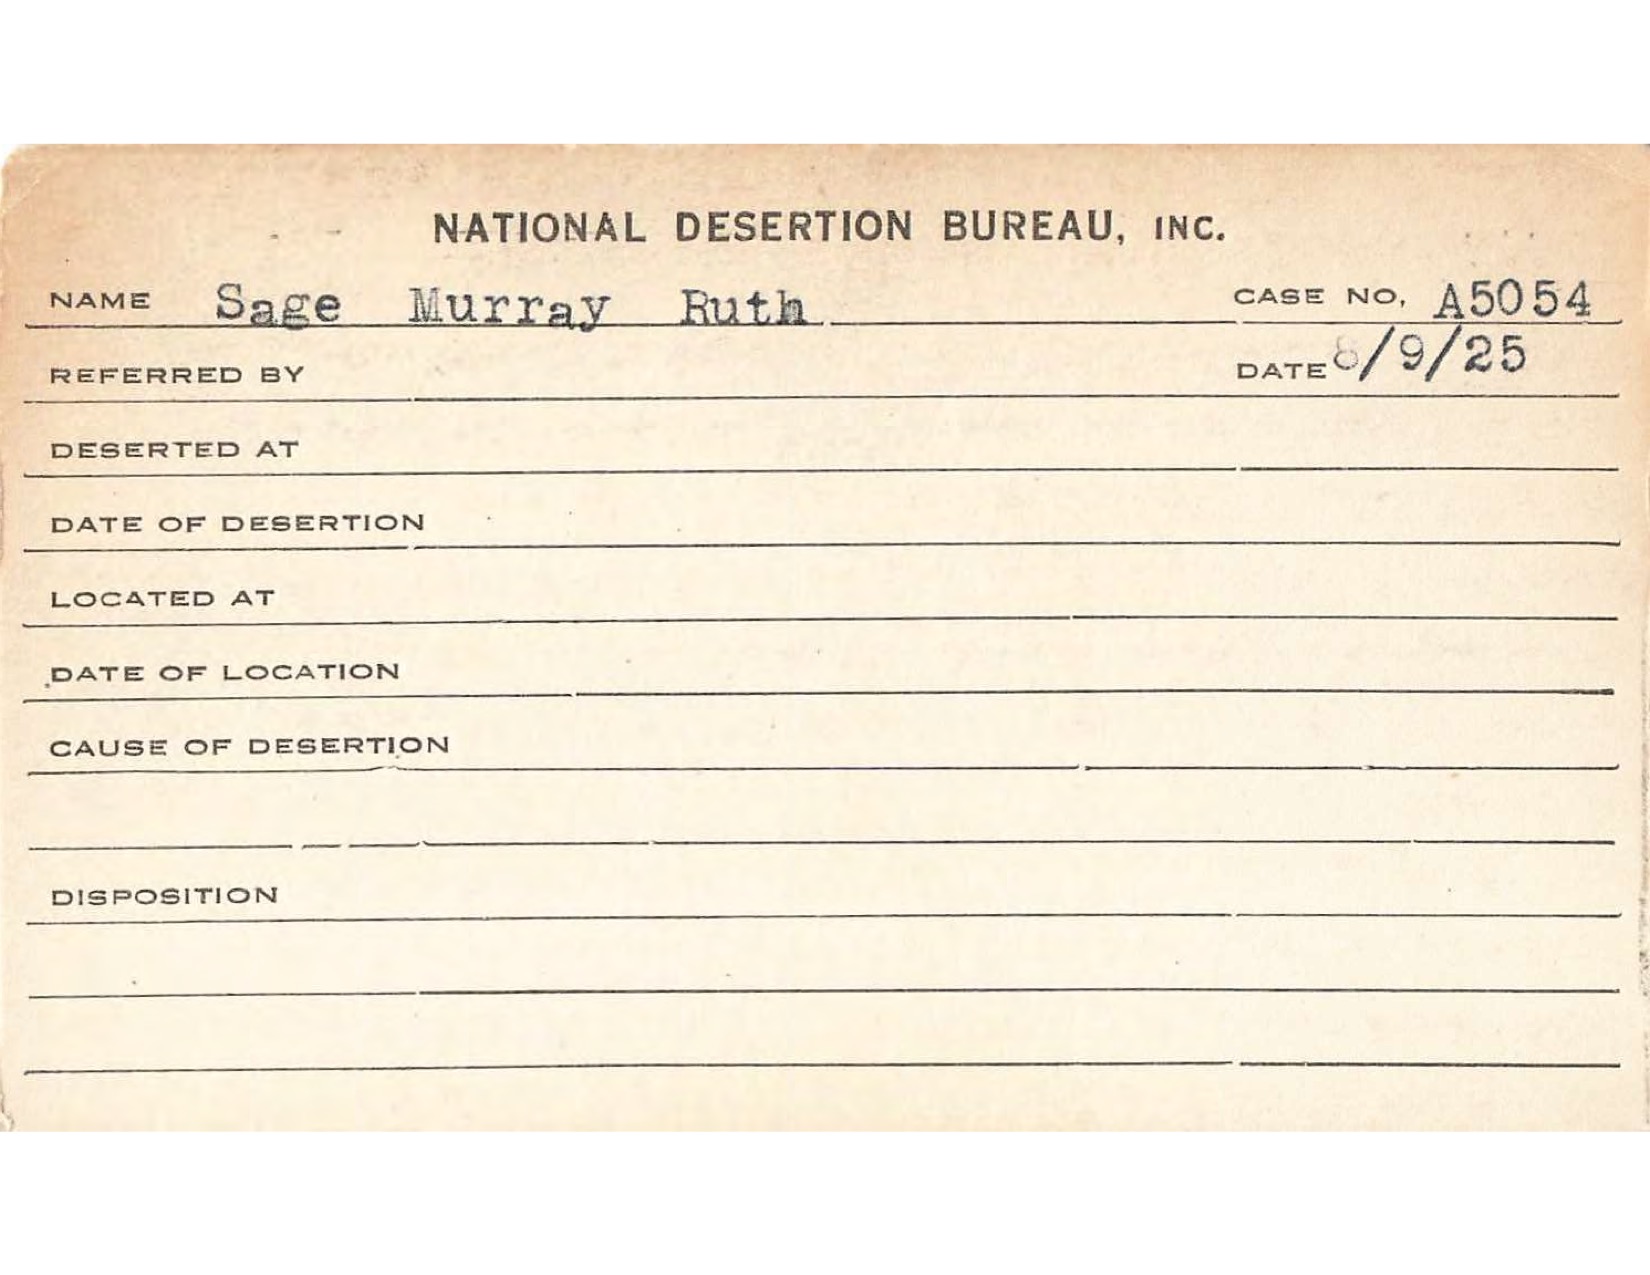 NATIONAL DESERTION BUREAU, INC.
NAME Sage Murray Ruth CASE NO. A5054
REFERRED BY DATE 8/9/25
DESERTED AT
DATE OF DESERTION
LOCATED AT
DATE OF LOCATION
CAUSE OF DESERTION
DISPOSITION